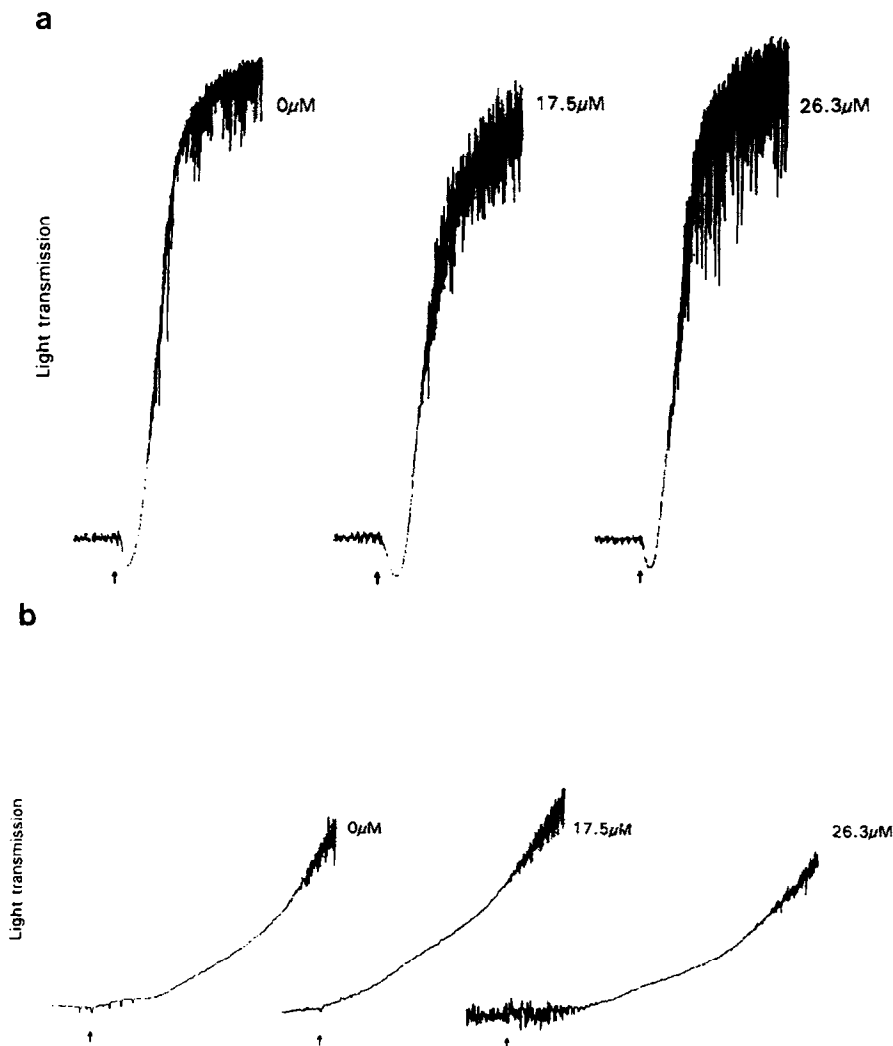 a
0µM
17.5µM
26.3µM
Light transmission
b
0µM
17.5µM
26.3µM
Light transmission